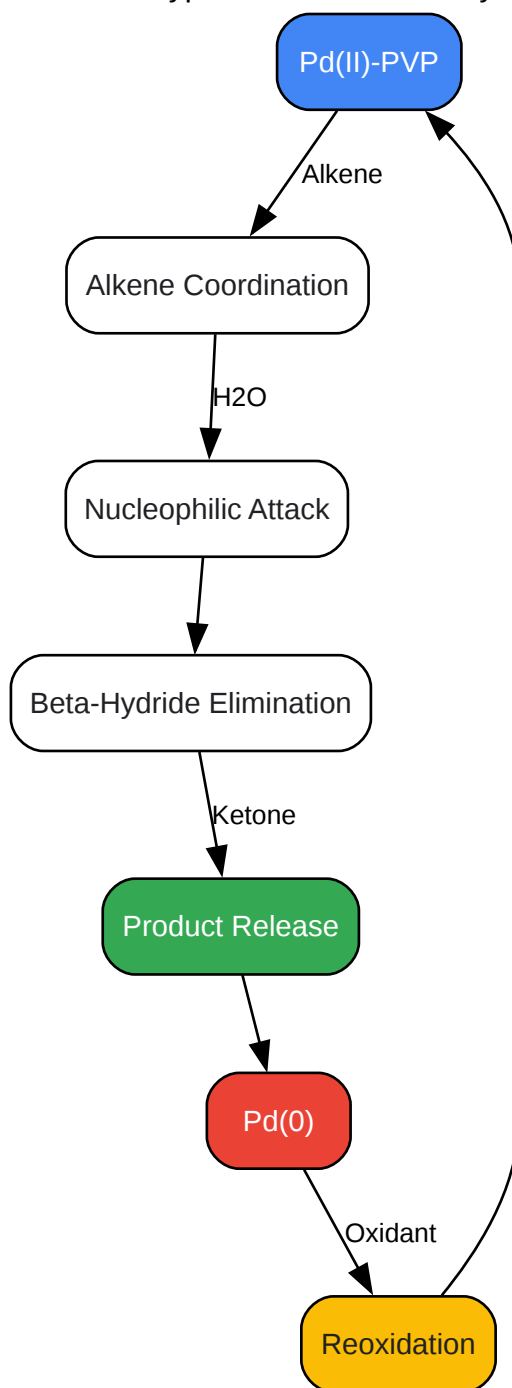 Pd(II)-PVP
Alkene
Alkene Coordination
H2O
Nucleophilic Attack
Beta-Hydride Elimination
Ketone
Product Release
Pd(0)
Oxidant
Reoxidation